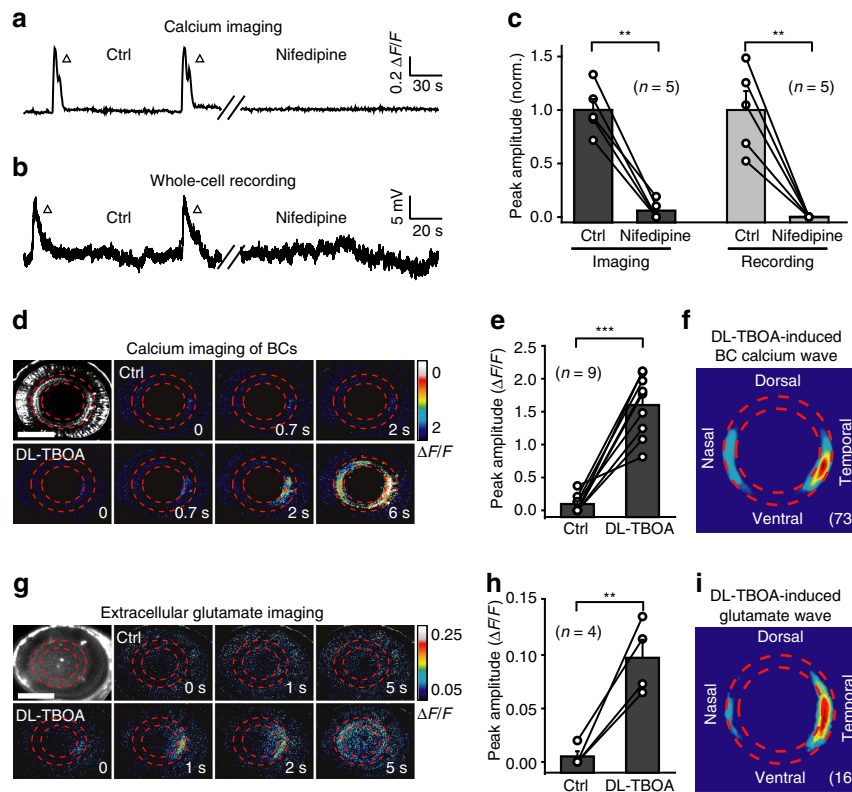 a
Calcium imaging
Ctrl
Nifedipine
0.2 ΔF/F
30 s
b
Whole-cell recording
Ctrl
Nifedipine
5 mV
20 s
c
Peak amplitude (norm.)
1.5
1.0
0.5
0.0
**
**
(n = 5)
(n = 5)
Ctrl Nifedipine Ctrl Nifedipine
Imaging Recording
d
Calcium imaging of BCs
Ctrl
0
0.7 s
2 s
DL-TBOA
0
0.7 s
2 s
6 s
0
2
ΔF/F
e
Peak amplitude (ΔF/F)
2.5
2.0
1.5
1.0
0.5
0.0
***
(n = 9)
Ctrl DL-TBOA
f
DL-TBOA-induced
BC calcium wave
Dorsal
Nasal
Temporal
Ventral
(73
g
Extracellular glutamate imaging
Ctrl
0 s
1 s
5 s
DL-TBOA
0
1 s
2 s
5 s
0.25
0.05
ΔF/F
h
Peak amplitude (ΔF/F)
0.15
0.10
0.05
0.00
**
(n = 4)
Ctrl DL-TBOA
i
DL-TBOA-induced
glutamate wave
Dorsal
Nasal
Temporal
Ventral
(16